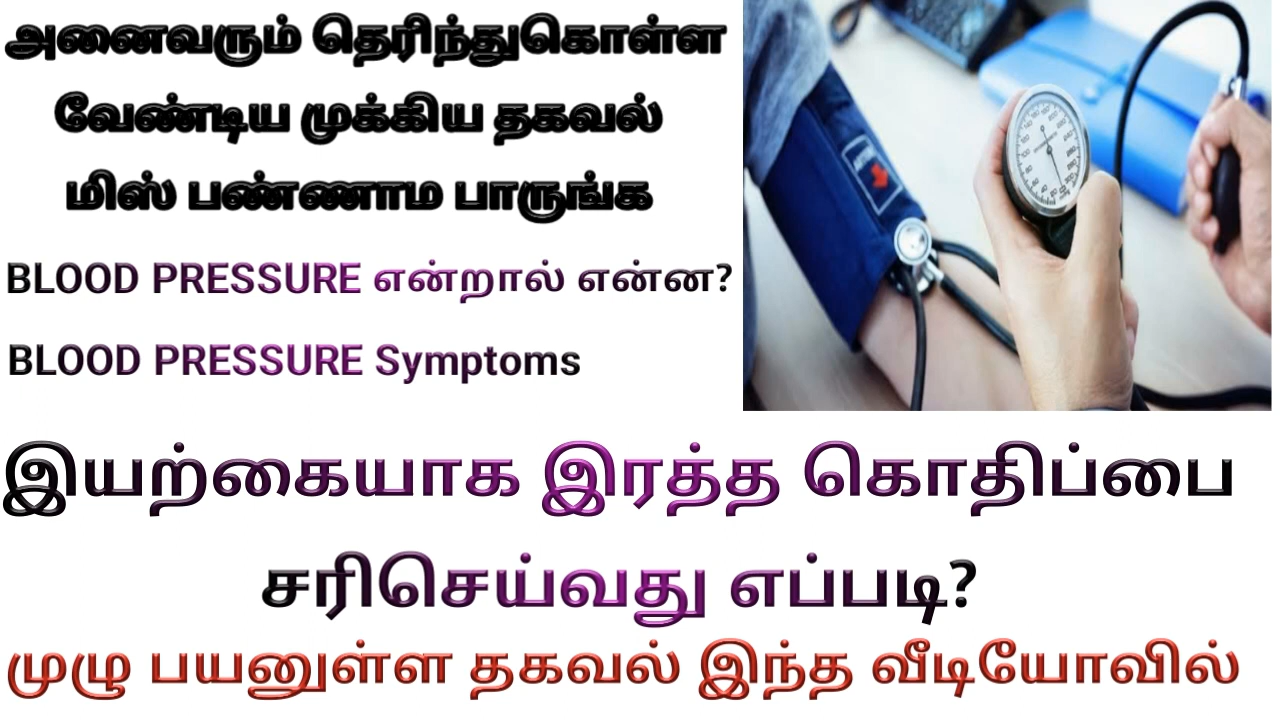 அனைவரும் தெரிந்துகொள்ள
வேண்டிய முக்கிய தகவல்
மிஸ் பண்ணாம பாருங்க
BLOOD PRESSURE என்றால் என்ன?
BLOOD PRESSURE Symptoms
இயற்கையாக இரத்த கொதிப்பை
சரிசெய்வது எப்படி?
முழு பயனுள்ள தகவல் இந்த வீடியோவில்